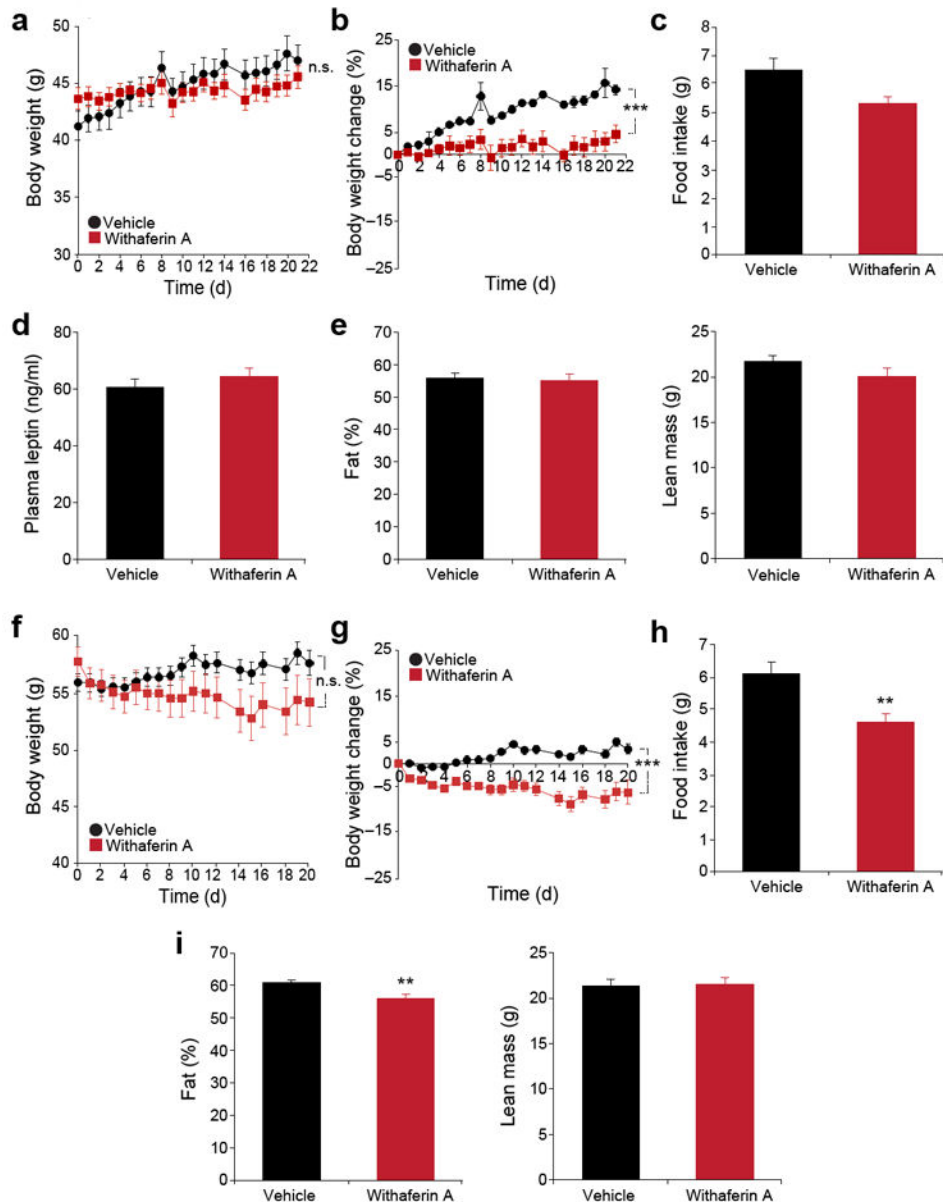 a
50
45
40
35
30
Body weight (g)
n.s.
Vehicle
Withaferin A
0 2 4 6 8 10 12 14 16 18 20 22
Time (d)
b
Vehicle
Withaferin A
25
15
5
0
−5
−15
−25
Body weight change (%)
***
0 2 4 6 8 10 12 14 16 18 20 22
Time (d)
c
8
7
6
5
4
3
2
1
0
Food intake (g)
Vehicle Withaferin A
d
80
60
40
20
0
Plasma leptin (ng/ml)
Vehicle Withaferin A
e
70
60
50
40
30
20
10
0
Fat (%)
Vehicle Withaferin A
25
20
15
10
5
0
Lean mass (g)
Vehicle Withaferin A
f
60
55
50
45
40
Body weight (g)
n.s.
Vehicle
Withaferin A
0 2 4 6 8 10 12 14 16 18 20
Time (d)
g
Vehicle
Withaferin A
25
15
5
0
−5
−15
−25
Body weight change (%)
***
0 2 4 6 8 10 12 14 16 18 20
Time (d)
h
7
6
5
4
3
2
1
0
Food intake (g)
**
Vehicle Withaferin A
i
70
60
50
40
30
20
10
0
Fat (%)
**
Vehicle Withaferin A
25
20
15
10
5
0
Lean mass (g)
Vehicle Withaferin A